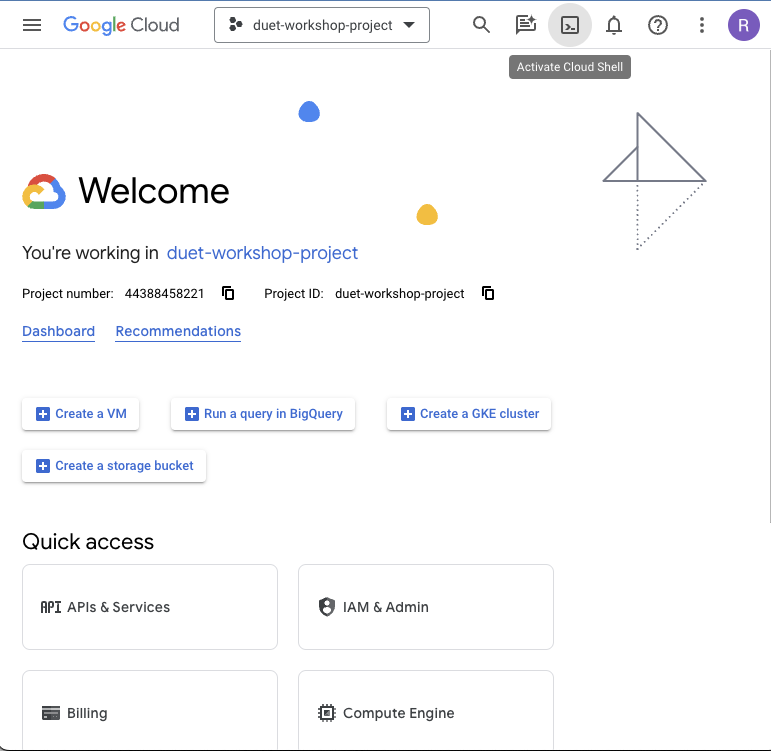 Google Cloud duet-workshop-project R
Activate Cloud Shell
Welcome
You're working in duet-workshop-project
Project number: 44388458221 Project ID: duet-workshop-project
Dashboard Recommendations
Create a VM Run a query in BigQuery Create a GKE cluster
Create a storage bucket
Quick access
API APIs & Services IAM & Admin
Billing Compute Engine